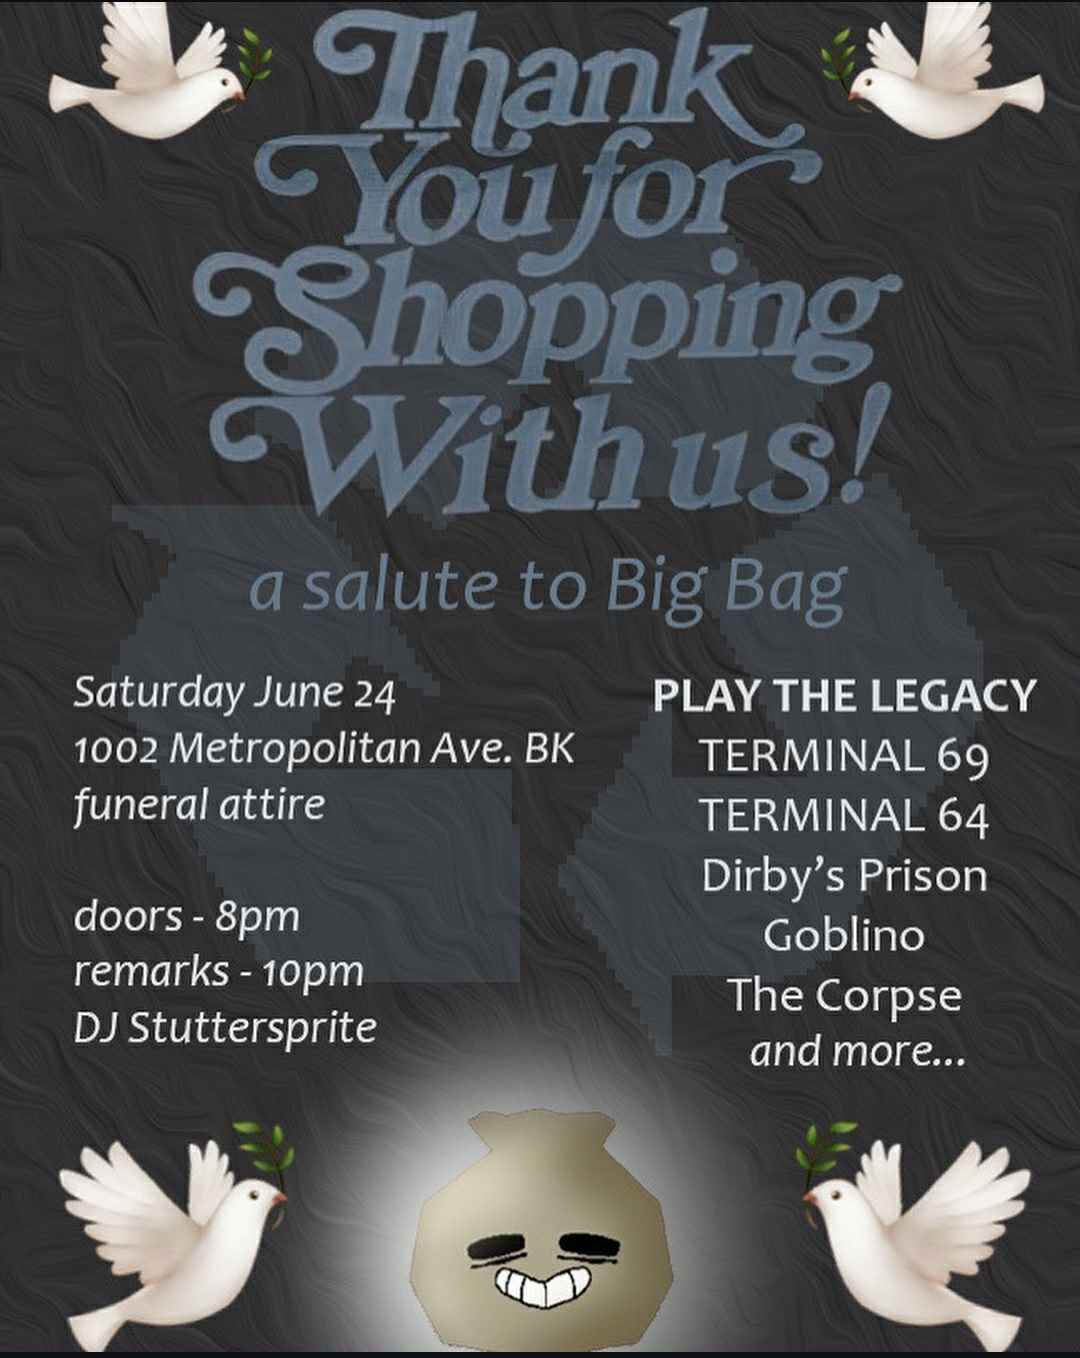 Thank
You for
Shopping
With us!
a salute to Big Bag
Saturday June 24
1002 Metropolitan Ave. BK
funeral attire
doors - 8pm
remarks - 10pm
DJ Stuttersprite
PLAY THE LEGACY
TERMINAL 69
TERMINAL 64
Dirby’s Prison
Goblino
The Corpse
and more...